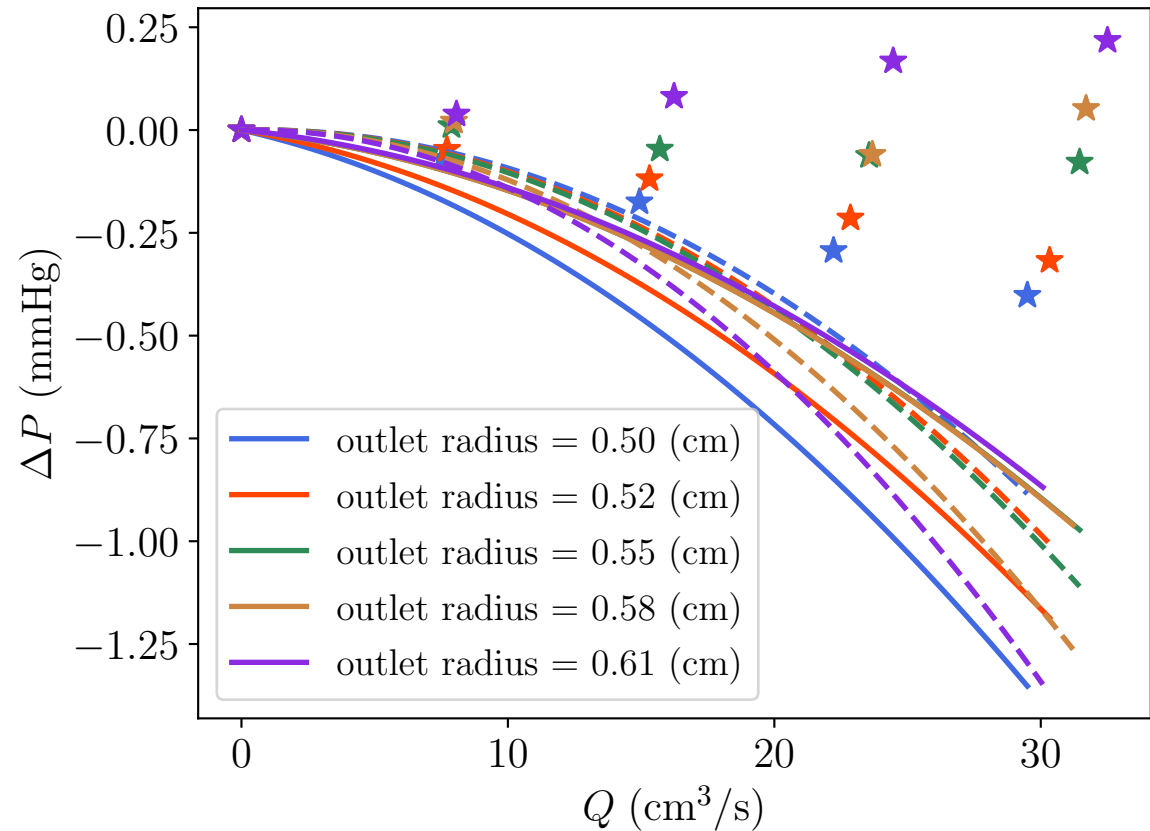 0.25
0.00
−0.25
−0.50
−0.75
−1.00
−1.25
ΔP (mmHg)
outlet radius = 0.50 (cm)
outlet radius = 0.52 (cm)
outlet radius = 0.55 (cm)
outlet radius = 0.58 (cm)
outlet radius = 0.61 (cm)
0 10 20 30
Q (cm³/s)